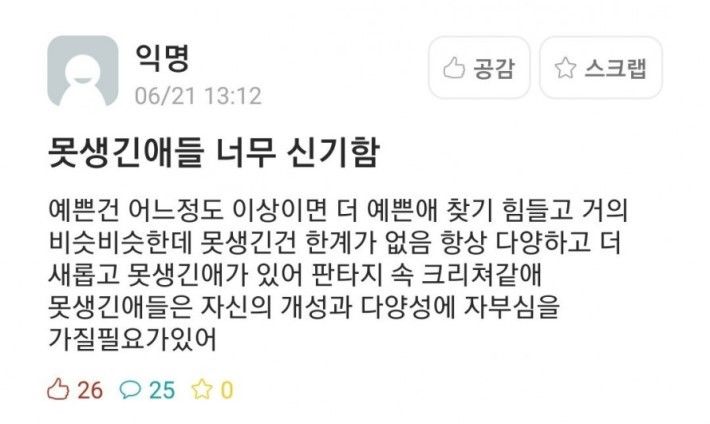 익명
공감
스크랩
06/21 13:12
못생긴애들 너무 신기함
예쁜건 어느정도 이상이면 더 예쁜애 찾기 힘들고 거의
비슷비슷한데 못생긴건 한계가 없음 항상 다양하고 더
새롭고 못생긴애가 있어 판타지 속 크리쳐같애
못생긴애들은 자신의 개성과 다양성에 자부심을
가질필요가있어
26 25 0